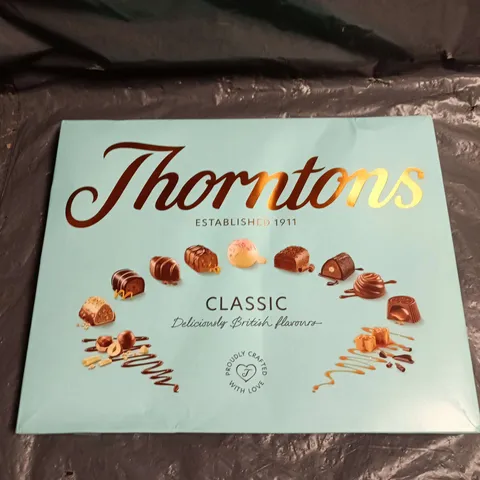 Thorntons
ESTABLISHED 1911
CLASSIC
Deliciously British flavours
PROUDLY CRAFTED
T
WITH LOVE